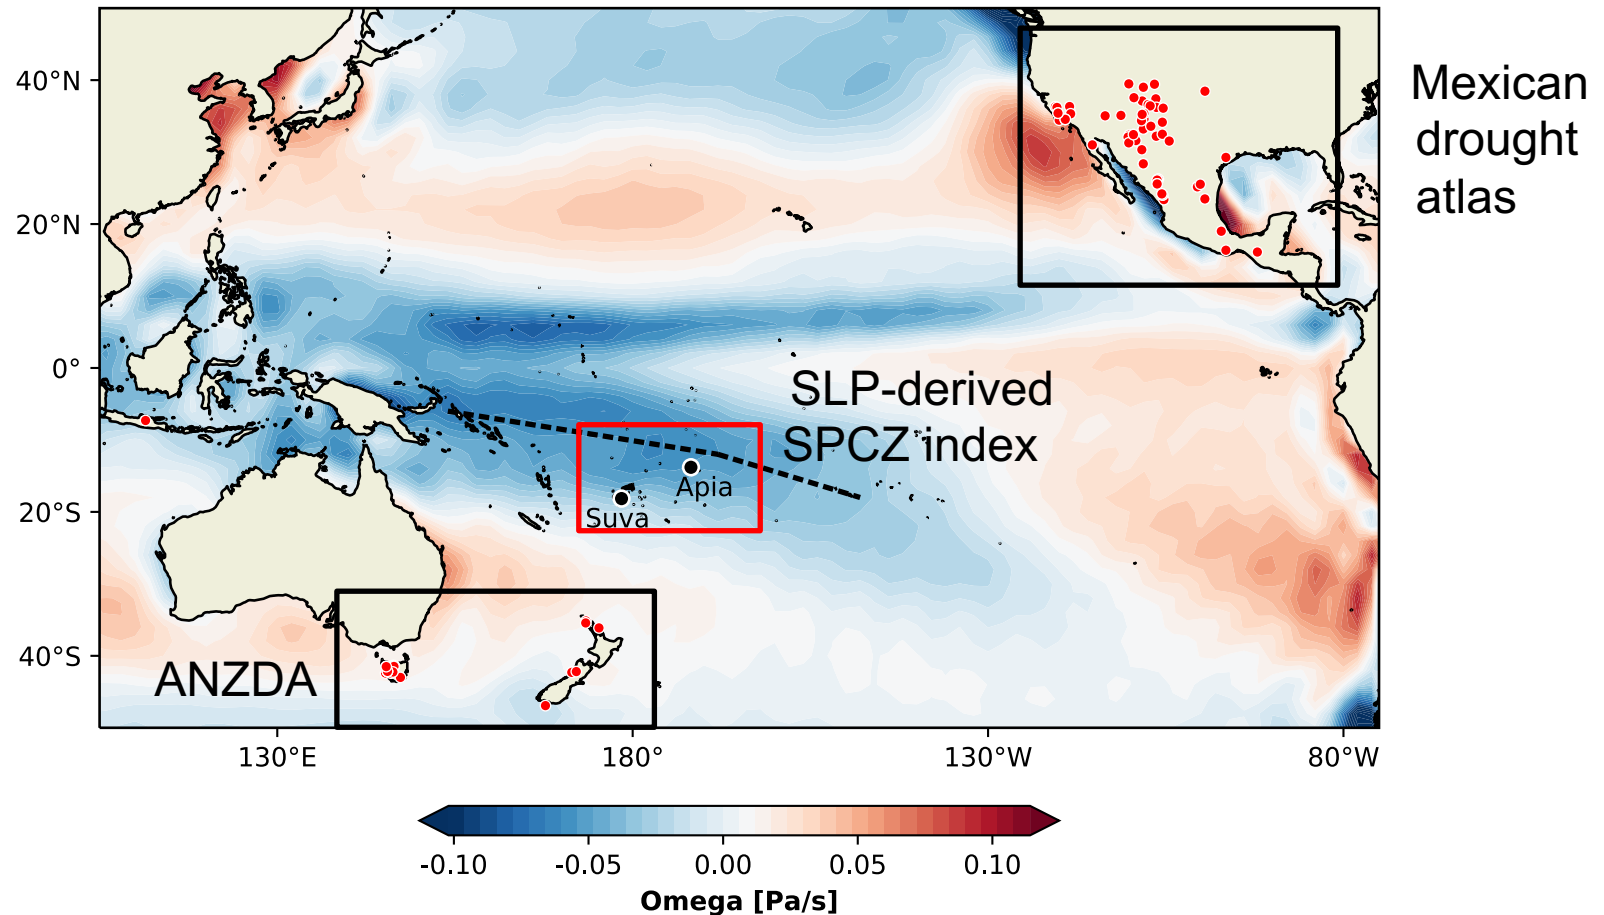 40°N
20°N
0°
20°S
40°S
130°E
180°
130°W
80°W
Mexican
drought
atlas
SLP-derived
SPCZ index
Apia
Suva
ANZDA
-0.10
-0.05
0.00
0.05
0.10
Omega [Pa/s]